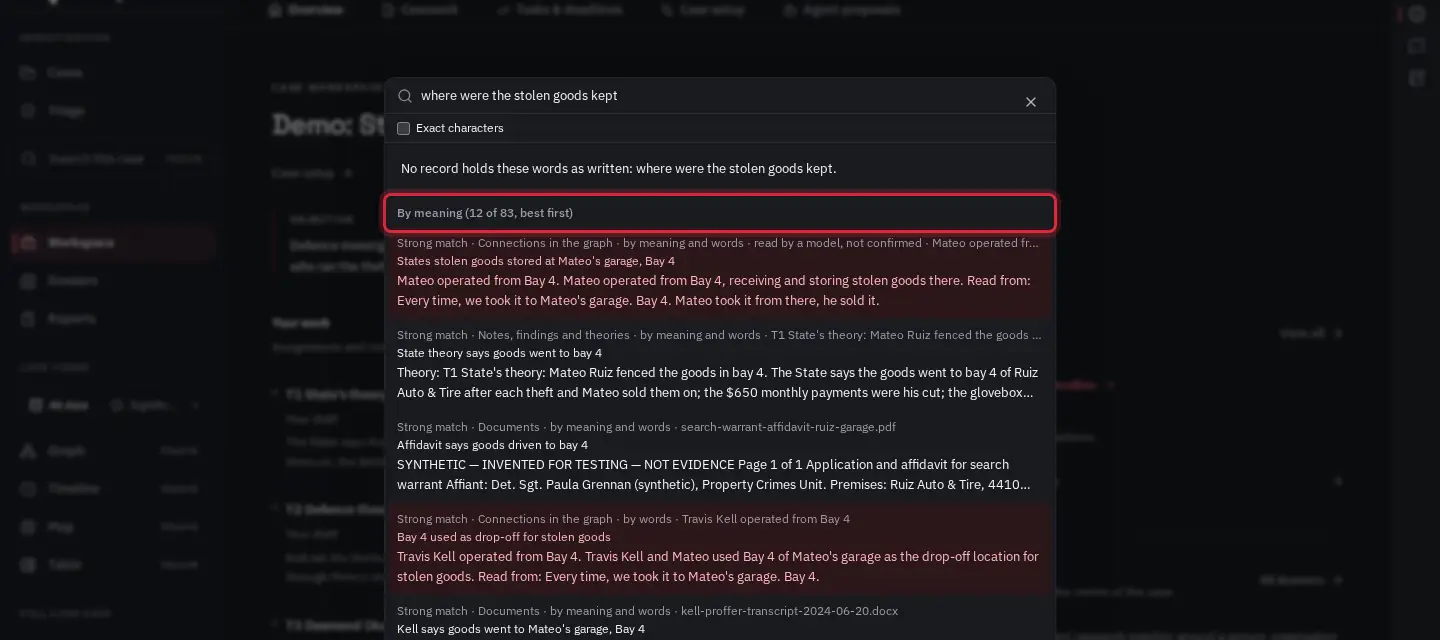 Overview
Casework
Tasks & deadlines
Case setup
Agent proposals
Cases
Triage
Search this case
CASE WORKSPACE
Demo: St
Case setup
WORKSPACE
Workspace
Sessions
Reports
Your work
View all
All data
Graph
Timeline
Map
Table
where were the stolen goods kept
Exact characters
No record holds these words as written: where were the stolen goods kept.
By meaning (12 of 83, best first)
Strong match · Connections in the graph · by meaning and words · read by a model, not confirmed · Mateo operated fr...
States stolen goods stored at Mateo's garage, Bay 4
Mateo operated from Bay 4. Mateo operated from Bay 4, receiving and storing stolen goods there. Read from:
Every time, we took it to Mateo's garage. Bay 4. Mateo took it from there, he sold it.
Strong match · Notes, findings and theories · by meaning and words · T1 State's theory: Mateo Ruiz fenced the goods ...
State theory says goods went to bay 4
Theory: T1 State's theory: Mateo Ruiz fenced the goods in bay 4. The State says the goods went to bay 4 of Ruiz
Auto & Tire after each theft and Mateo sold them on; the $650 monthly payments were his cut; the glovebox...
Strong match · Documents · by meaning and words · search-warrant-affidavit-ruiz-garage.pdf
Affidavit says goods driven to bay 4
SYNTHETIC — INVENTED FOR TESTING — NOT EVIDENCE Page 1 of 1 Application and affidavit for search
warrant Affiant: Det. Sgt. Paula Grennan (synthetic), Property Crimes Unit. Premises: Ruiz Auto & Tire, 4410...
Strong match · Connections in the graph · by words · Travis Kell operated from Bay 4
Bay 4 used as drop-off for stolen goods
Travis Kell operated from Bay 4. Travis Kell and Mateo used Bay 4 of Mateo's garage as the drop-off location for
stolen goods. Read from: Every time, we took it to Mateo's garage. Bay 4.
Strong match · Documents · by meaning and words · kell-proffer-transcript-2024-06-20.docx
Kell says goods went to Mateo's garage, Bay 4